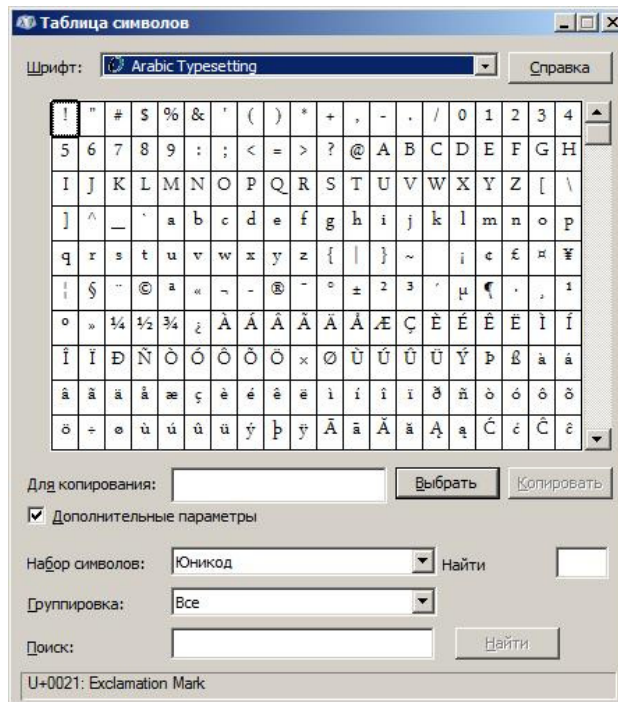 Таблица символов
Шрифт: Arabic Typesetting Справка
! " # $ % & ' ( ) * + , - . / 0 1 2 3 4
5 6 7 8 9 : ; < = > ? @ A B C D E F G H
I J K L M N O P Q R S T U V W X Y Z [ \
] ^ _ ` a b c d e f g h i j k l m n o p
q r s t u v w x y z { | } ~ ¡ ¢ £ ¤ ¥
¦ § ¨ © ª « ¬ - ® ¯ ° ± ² ³ ´ µ ¶ · ¸ ¹
º » ¼ ½ ¾ ¿ À Á Â Ã Ä Å Æ Ç È É Ê Ë Ì Í
Î Ï Ð Ñ Ò Ó Ô Õ Ö × Ø Ù Ú Û Ü Ý Þ ß à á
â ã ä å æ ç è é ê ë ì í î ï ð ñ ò ó ô õ
ö ÷ ø ù ú û ü ý þ ÿ Ā ā Ă ă Ą ą Ć ć Ĉ ĉ
Для копирования: Выбрать Копировать
Дополнительные параметры
Набор символов: Юникод Найти
Группировка: Все
Поиск: Найти
U+0021: Exclamation Mark